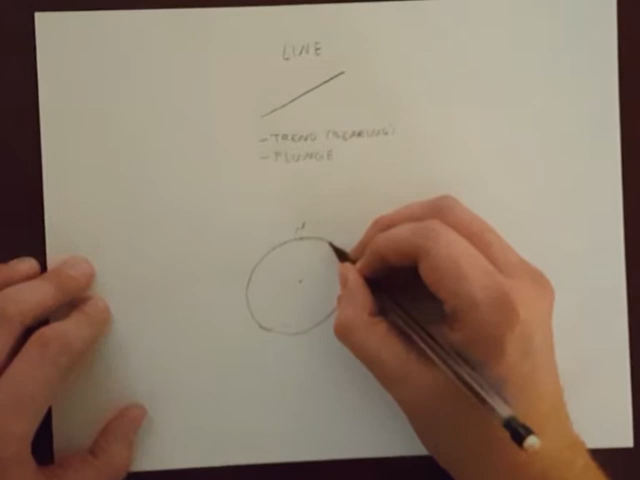 LINE
- TREND (BEARING)
- PLUNGE
N